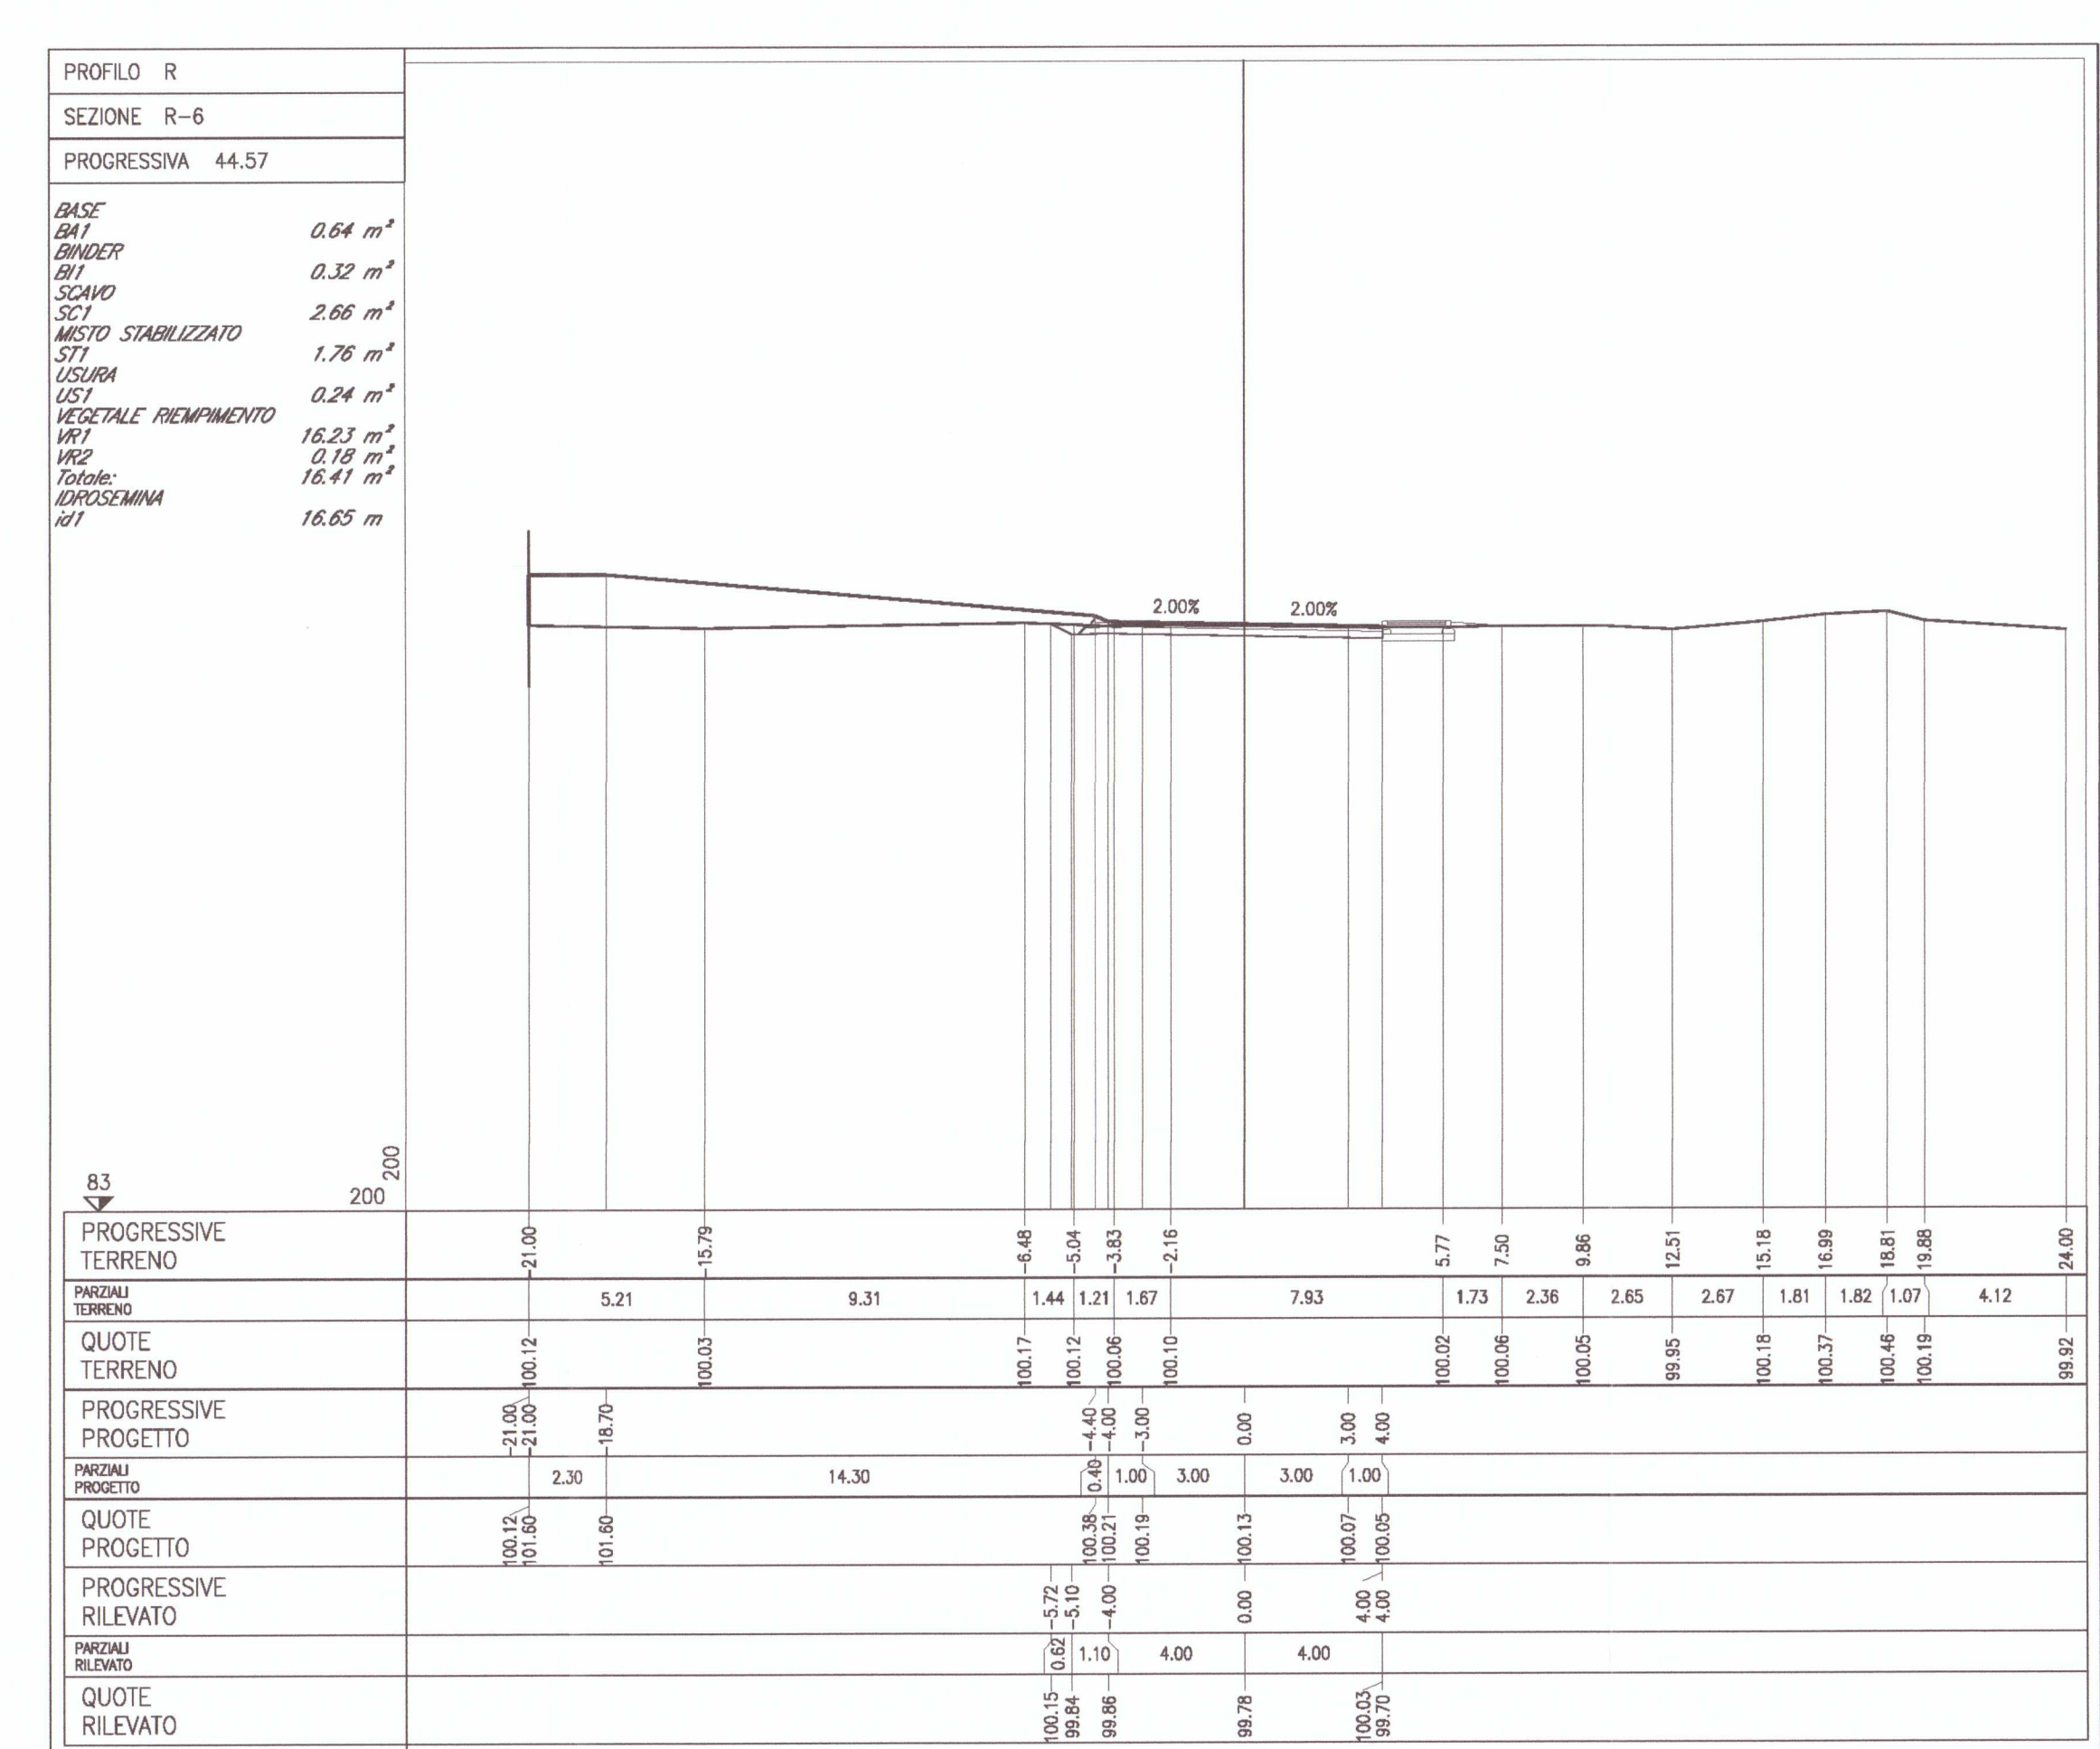 PROFILO R
SEZIONE R-6
PROGRESSIVA 44.57
BASE
BA1 0.64 m²
BINDER
BI1 0.32 m²
SCAVO
SC1 2.66 m²
MISTO STABILIZZATO
ST1 1.76 m²
USURA
US1 0.24 m²
VEGETALE RIEMPIMENTO
VR1 16.23 m²
VR2 0.18 m²
Totale: 16.41 m²
IDROSEMINA
id1 16.65 m
2.00% 2.00%
83
200
200
PROGRESSIVE
TERRENO
-21.00 -15.79 -6.48 -5.04 -3.83 -2.16 5.77 7.50 9.86 12.51 15.18 16.99 18.81 19.88 24.00
PARZIALI
TERRENO
5.21 9.31 1.44 1.21 1.67 7.93 1.73 2.36 2.65 2.67 1.81 1.82 1.07 4.12
QUOTE
TERRENO
100.12 100.03 100.17 100.12 100.06 100.10 100.02 100.06 100.05 99.95 100.18 100.37 100.46 100.19 99.92
PROGRESSIVE
PROGETTO
-21.00 -21.00 -18.70 -4.40 -4.00 -3.00 0.00 3.00 4.00
PARZIALI
PROGETTO
2.30 14.30 0.40 1.00 3.00 3.00 1.00
QUOTE
PROGETTO
100.12 101.60 101.60 100.38 100.21 100.19 100.13 100.07 100.05
PROGRESSIVE
RILEVATO
-5.72 -5.10 -4.00 0.00 4.00 4.00
PARZIALI
RILEVATO
0.62 1.10 4.00 4.00
QUOTE
RILEVATO
100.15 99.84 99.86 99.78 100.03 99.70